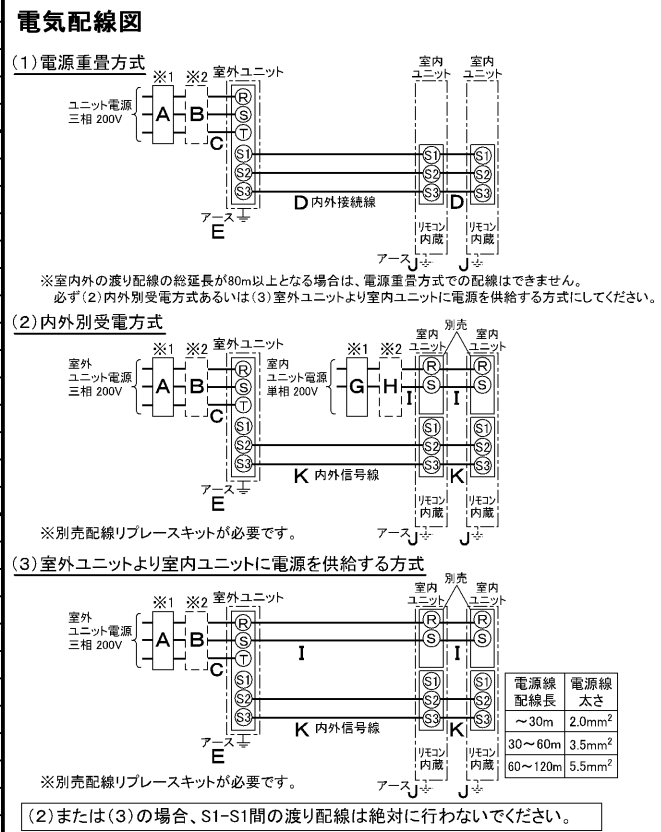 電気配線図
(1)電源重畳方式
※1 ※2 室外ユニット 室内ユニット 室内ユニット
ユニット電源
三相 200V
A B R
S
T
C
S1 S1 S1
S2 S2 S2
S3 S3 S3
D 内外接続線 D
アース
E
リモコン内蔵 リモコン内蔵
アース J J
※室内外の渡り配線の総延長が80m以上となる場合は、電源重畳方式での配線はできません。
必ず(2)内外別受電方式あるいは(3)室外ユニットより室内ユニットに電源を供給する方式にしてください。
(2)内外別受電方式
別売
※1 ※2 室外ユニット ※1 ※2 室内ユニット 室内ユニット
室外
ユニット電源
三相 200V
A B R
S
T
C
室内
ユニット電源
単相 200V
G H R R
S S
I I
S1 S1 S1
S2 S2 S2
S3 S3 S3
K 内外信号線 K
アース
E
リモコン内蔵 リモコン内蔵
※別売配線リプレースキットが必要です。
アース J J
(3)室外ユニットより室内ユニットに電源を供給する方式
別売
※1 ※2 室外ユニット 室内ユニット 室内ユニット
室外
ユニット電源
三相 200V
A B R R R
S S S
T
C
I I
S1 S1 S1
S2 S2 S2
S3 S3 S3
K 内外信号線 K
アース
E
リモコン内蔵 リモコン内蔵
※別売配線リプレースキットが必要です。
アース J J
電源線配線長 電源線太さ
～30m 2.0mm²
30～60m 3.5mm²
60～120m 5.5mm²
(2)または(3)の場合、S1-S1間の渡り配線は絶対に行わないでください。